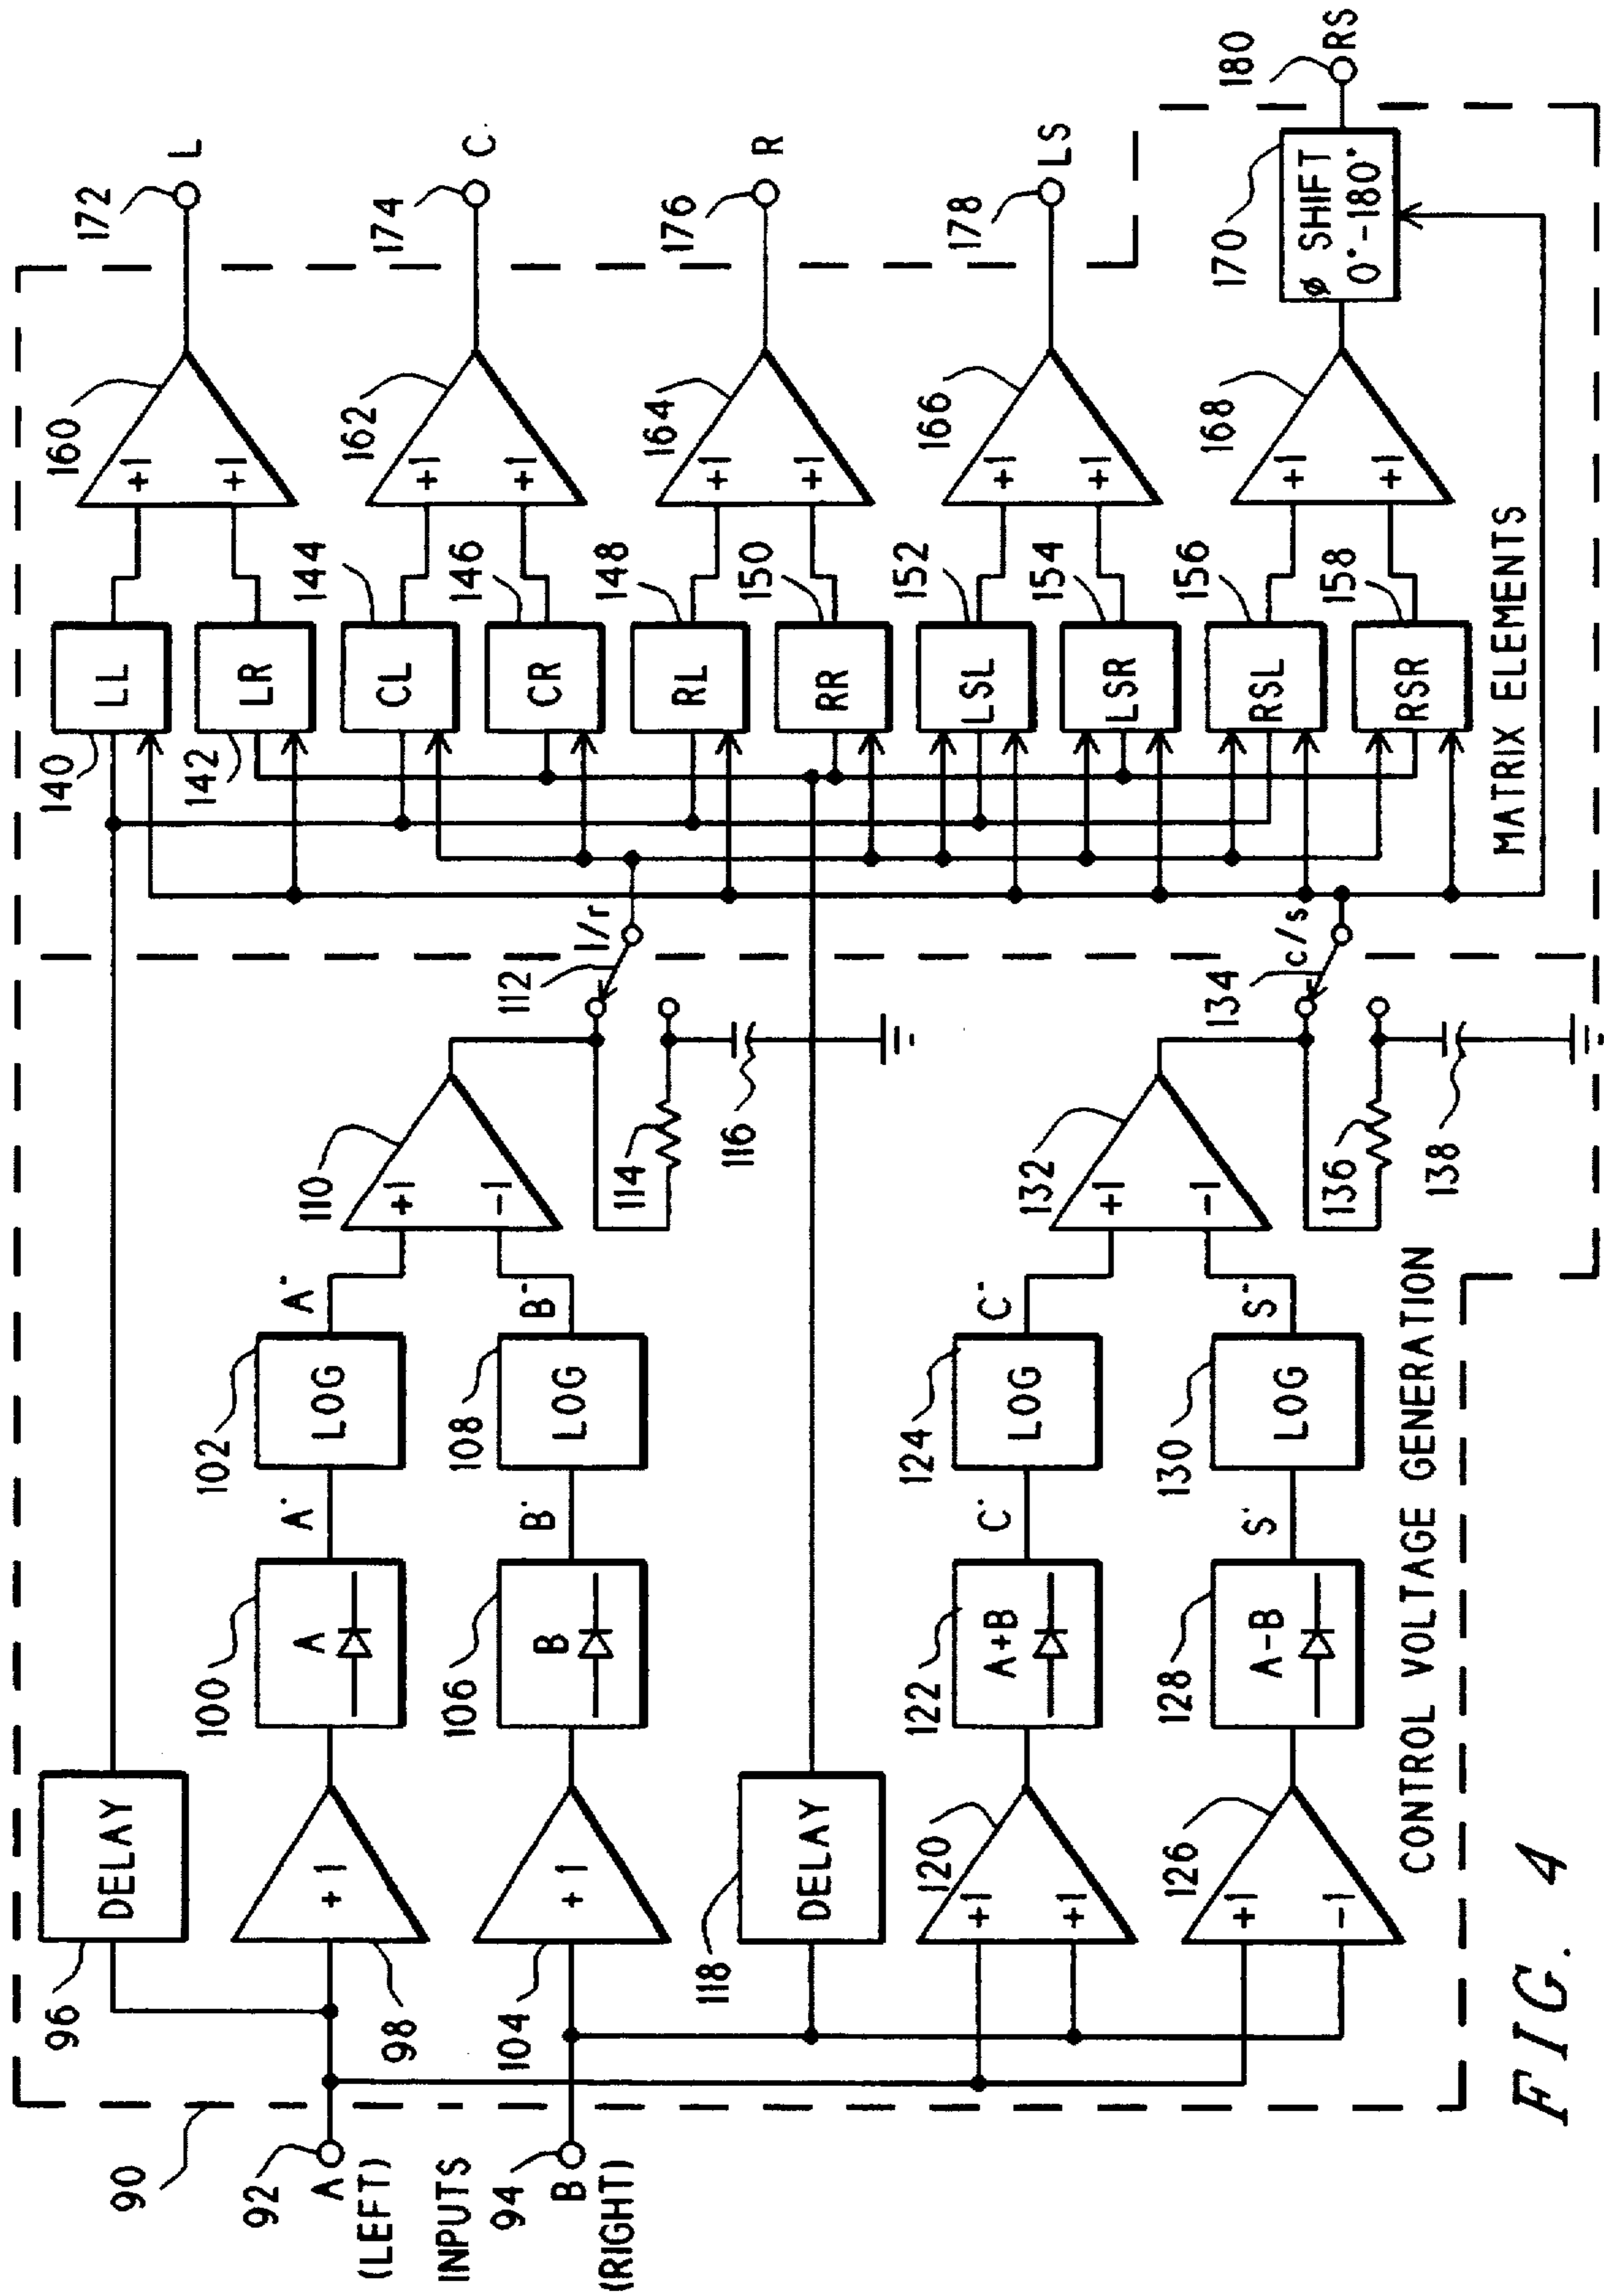 90
92
A
(LEFT)
INPUTS
94
B
(RIGHT)
96
DELAY
98
+1
100
A
A'
102
LOG
A"
104
+1
106
B
B'
108
LOG
B"
110
+1
-1
112
l/r
114
116
118
DELAY
120
+1
+1
122
A+B
C'
124
LOG
C"
126
+1
-1
128
A-B
S'
130
LOG
S"
132
+1
-1
134
c/s
136
138
CONTROL VOLTAGE GENERATION
140
LL
142
LR
144
CL
146
CR
148
RL
150
RR
152
LSL
154
LSR
156
RSL
158
RSR
MATRIX ELEMENTS
160
+1
+1
162
+1
+1
164
+1
+1
166
+1
+1
168
+1
+1
170
ø SHIFT
0°-180°
172
L
174
C
176
R
178
LS
180
RS
FIG. 4